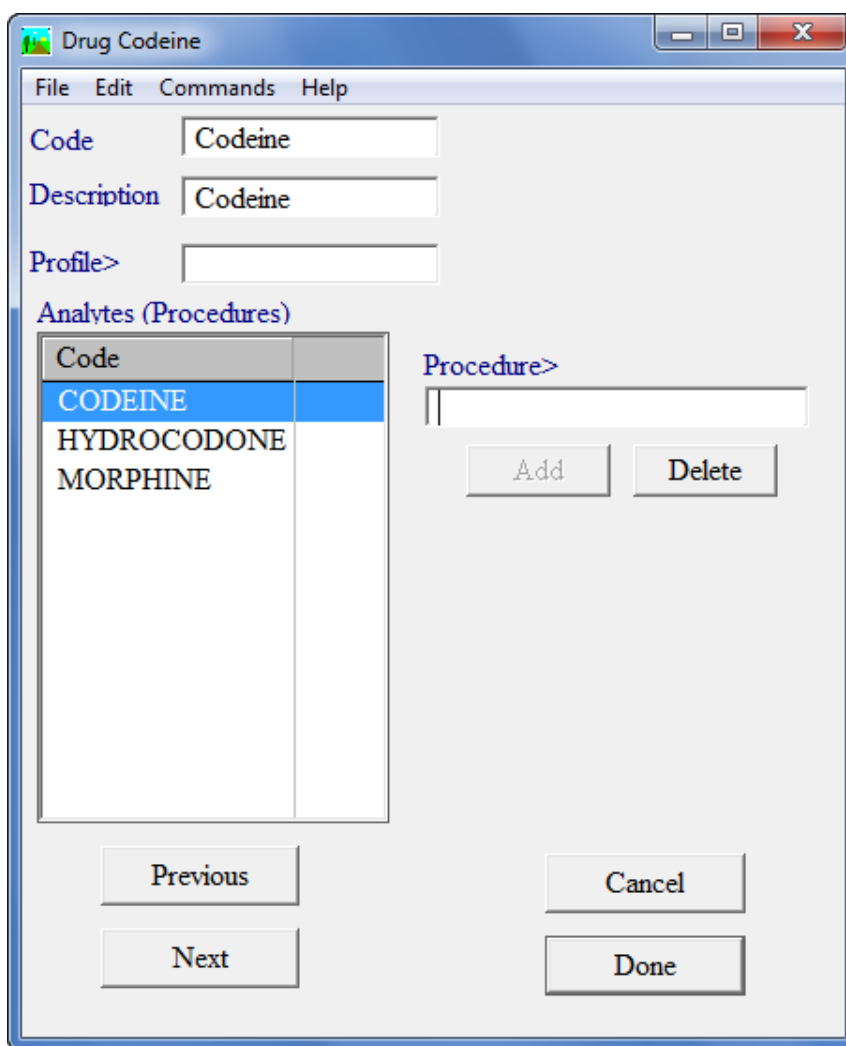 Drug Codeine
File Edit Commands Help
Code Codeine
Description Codeine
Profile>
Analytes (Procedures)
Code
CODEINE
HYDROCODONE
MORPHINE
Procedure>
Add Delete
Previous
Cancel
Next
Done